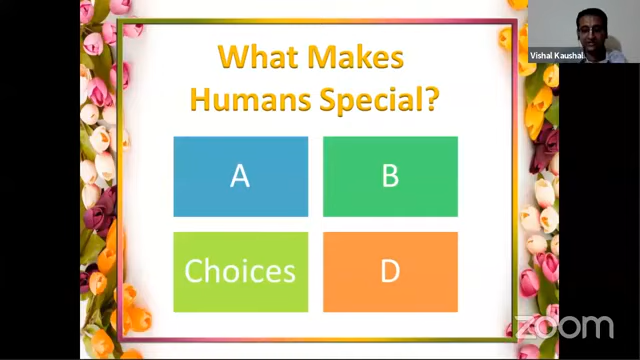 What Makes
Humans Special?
A
B
Choices
D
Vishal Kaushal
zoom